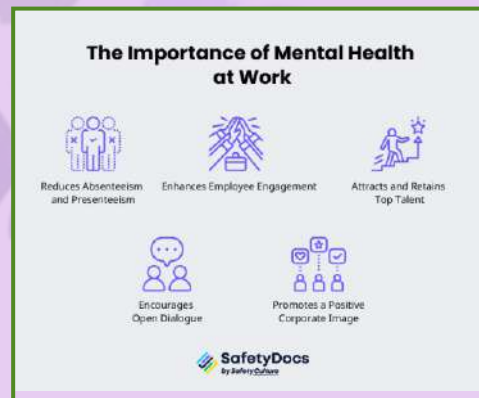 The Importance of Mental Health
at Work
Reduces Absenteeism
and Presenteeism
Enhances Employee Engagement
Attracts and Retains
Top Talent
Encourages
Open Dialogue
Promotes a Positive
Corporate Image
SafetyDocs
by SafetyCulture